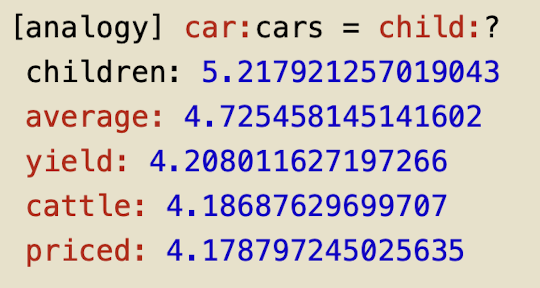 [analogy] car:cars = child:?
children: 5.217921257019043
average: 4.725458145141602
yield: 4.208011627197266
cattle: 4.18687629699707
priced: 4.178797245025635